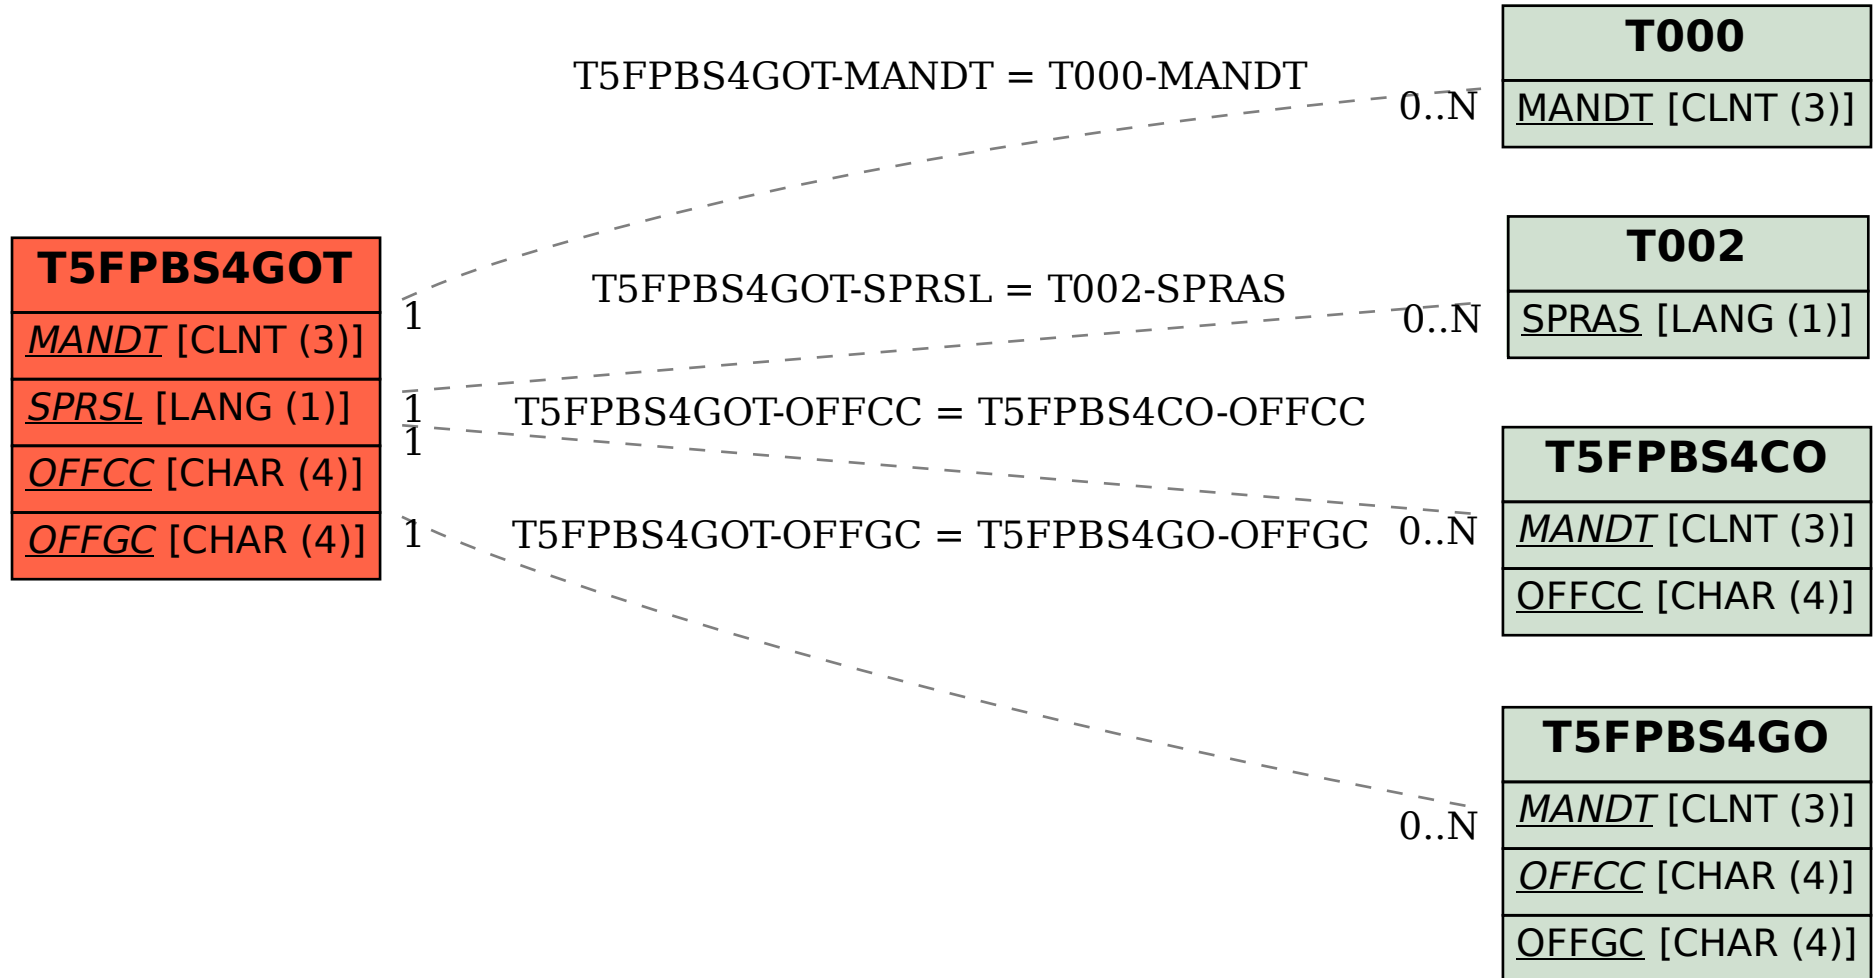 T5FPBS4GOT
MANDT [CLNT (3)]
SPRSL [LANG (1)]
OFFCC [CHAR (4)]
OFFGC [CHAR (4)]
T5FPBS4GOT-MANDT = T000-MANDT
1
0..N
T5FPBS4GOT-SPRSL = T002-SPRAS
1
0..N
T5FPBS4GOT-OFFCC = T5FPBS4CO-OFFCC
1
0..N
T5FPBS4GOT-OFFGC = T5FPBS4GO-OFFGC
1
0..N
T000
MANDT [CLNT (3)]
T002
SPRAS [LANG (1)]
T5FPBS4CO
MANDT [CLNT (3)]
OFFCC [CHAR (4)]
T5FPBS4GO
MANDT [CLNT (3)]
OFFCC [CHAR (4)]
OFFGC [CHAR (4)]